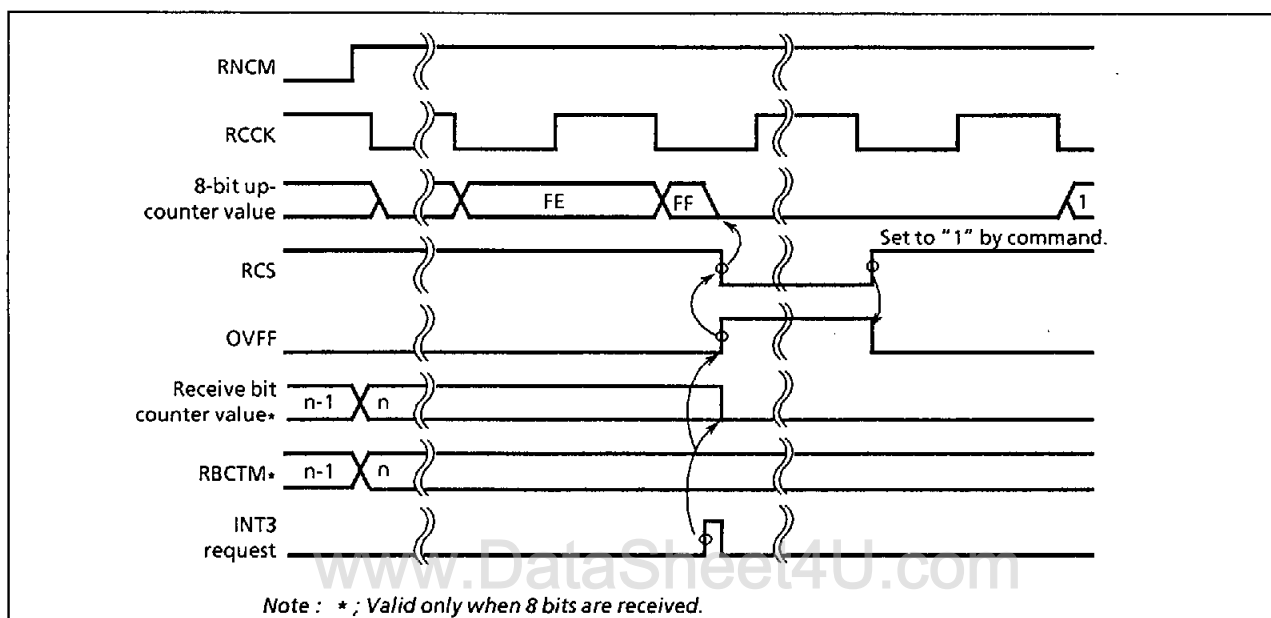 RNCM
RCCK
8-bit up-
counter value
FE
FF
1
Set to "1" by command.
RCS
OVFF
Receive bit
counter value*
n-1
n
RBCTM*
n-1
n
INT3
request
www.DataSheet4U.com
Note : * ; Valid only when 8 bits are received.